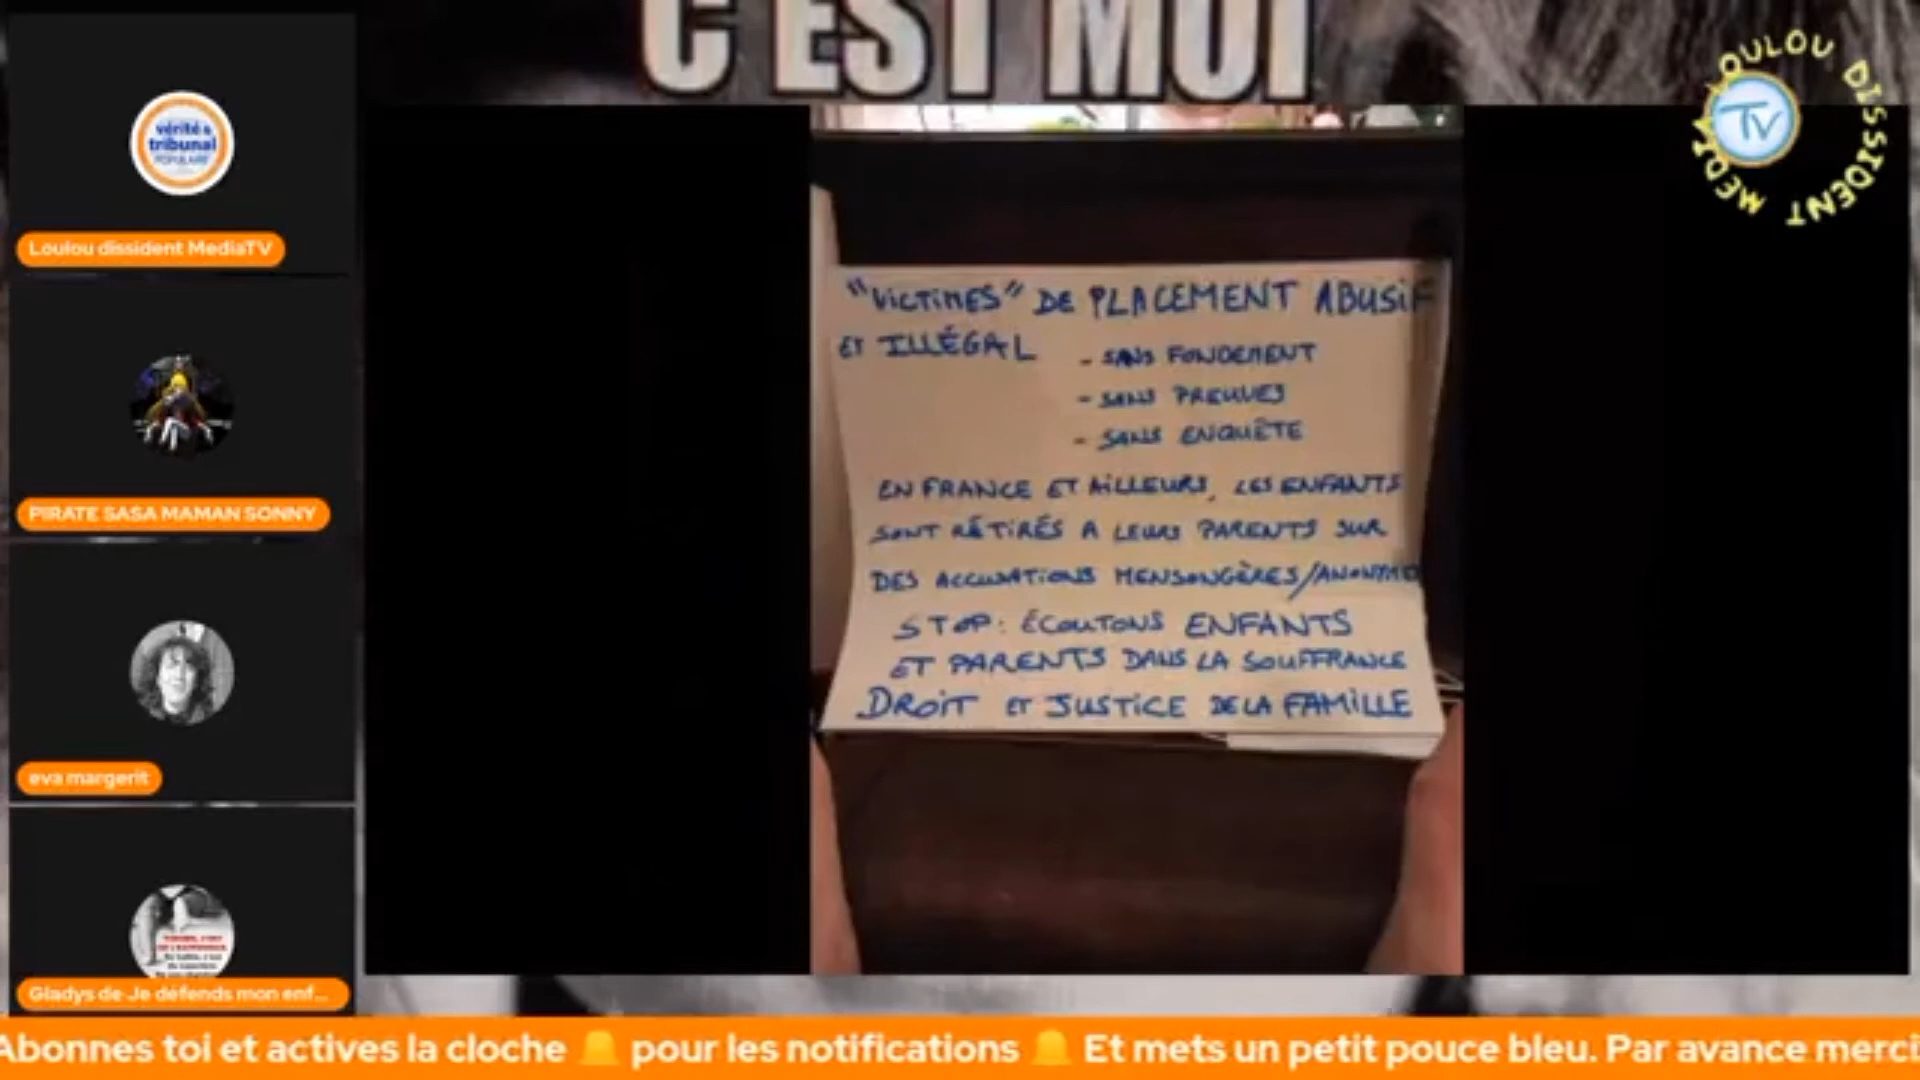 C'EST MOI
LOULOU DISSIDENT MEDIA
TV
vérité &
tribunal
POPULAIRE
Loulou dissident MediaTV
PIRATE SASA MAMAN SONNY
eva margerit
Gladys de Je défends mon enf...
"VICTIMES" DE PLACEMENT ABUSIF
ET ILLÉGAL
- SANS FONDEMENT
- SANS PREUVES
- SANS ENQUÊTE
EN FRANCE ET AILLEURS, LES ENFANTS
SONT RÉTIRÉS A LEURS PARENTS SUR
DES ACCUSATIONS MENSONGÈRES/ANONYME
STOP: ÉCOUTONS ENFANTS
ET PARENTS DANS LA SOUFFRANCE
DROIT ET JUSTICE DE LA FAMILLE
Abonnes toi et actives la cloche 🔔 pour les notifications 🔔 Et mets un petit pouce bleu. Par avance merci